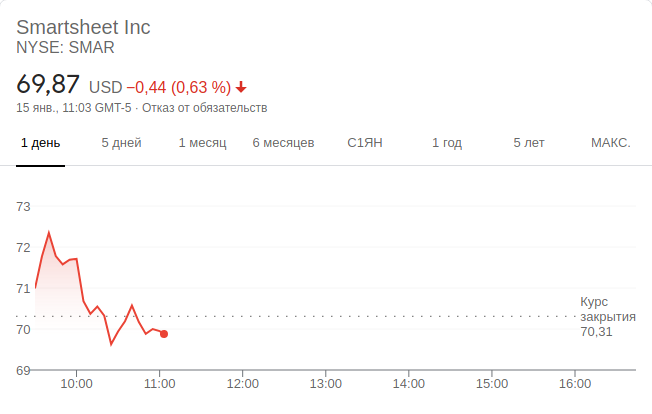 Smartsheet Inc
NYSE: SMAR
69,87 USD −0,44 (0,63 %)
15 янв., 11:03 GMT-5 · Отказ от обязательств
1 день 5 дней 1 месяц 6 месяцев С1ЯН 1 год 5 лет МАКС.
73
72
71
Курс
закрытия
70,31
70
69
10:00 11:00 12:00 13:00 14:00 15:00 16:00